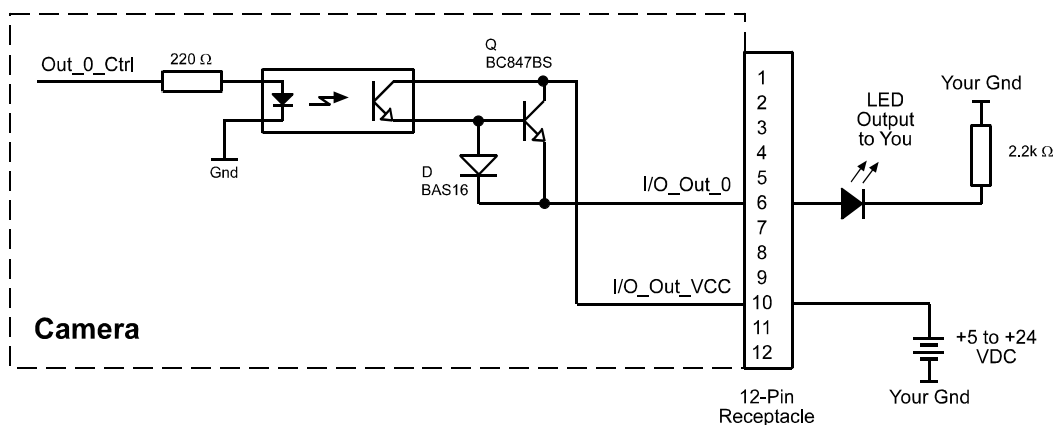 Out_0_Ctrl
220 Ω
Gnd
Q
BC847BS
D
BAS16
I/O_Out_0
I/O_Out_VCC
Camera
1
2
3
4
5
6
7
8
9
10
11
12
12-Pin
Receptacle
LED
Output
to You
Your Gnd
2.2k Ω
+5 to +24
VDC
Your Gnd